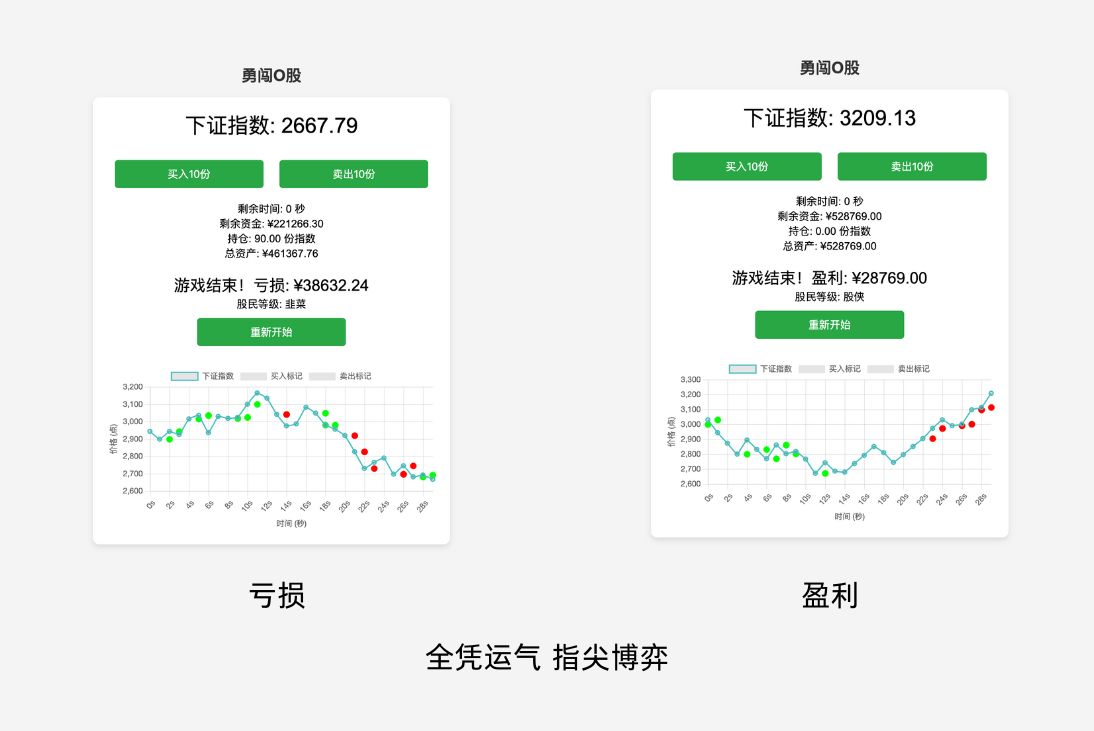 勇闯O股
下证指数: 2667.79
买入10份 卖出10份
剩余时间: 0 秒
剩余资金: ¥221266.30
持仓: 90.00 份指数
总资产: ¥461367.76
游戏结束！亏损: ¥38632.24
股民等级: 韭菜
重新开始
下证指数 买入标记 卖出标记
3,200
3,100
3,000
2,900
2,800
2,700
2,600
价格 (点)
0s 2s 4s 6s 8s 10s 12s 14s 16s 18s 20s 22s 24s 26s 28s
时间 (秒)
亏损
勇闯O股
下证指数: 3209.13
买入10份 卖出10份
剩余时间: 0 秒
剩余资金: ¥528769.00
持仓: 0.00 份指数
总资产: ¥528769.00
游戏结束！盈利: ¥28769.00
股民等级: 股侠
重新开始
下证指数 买入标记 卖出标记
3,300
3,200
3,100
3,000
2,900
2,800
2,700
2,600
价格 (点)
0s 2s 4s 6s 8s 10s 12s 14s 16s 18s 20s 22s 24s 26s 28s
时间 (秒)
盈利
全凭运气 指尖博弈